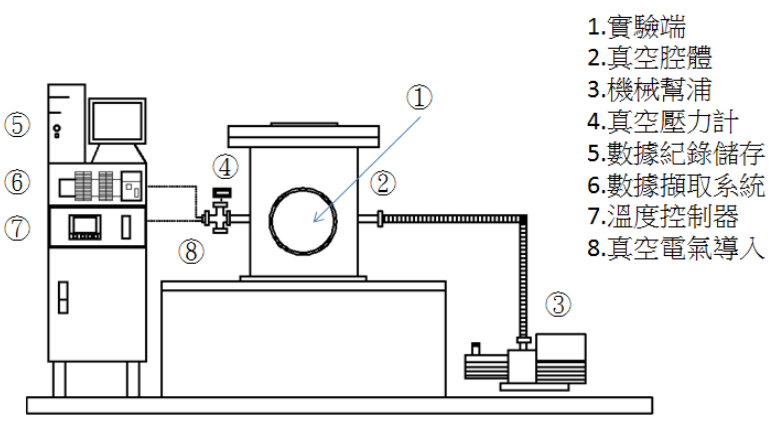 ①
1.實驗端
2.真空腔體
3.機械幫浦
4.真空壓力計
5.數據紀錄儲存
6.數據擷取系統
7.溫度控制器
8.真空電氣導入
⑤
④
⑥
②
⑦
⑧
③